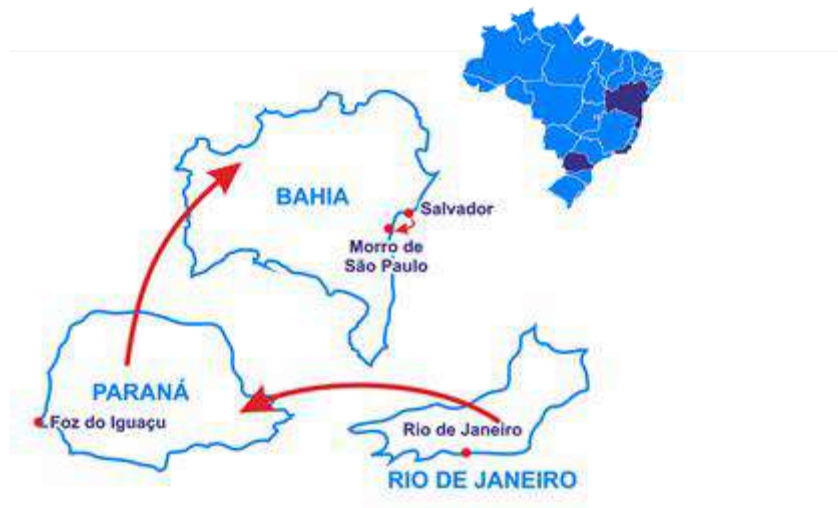 BAHIA
Salvador
Morro de
São Paulo
PARANÁ
Foz do Iguaçu
Rio de Janeiro
RIO DE JANEIRO